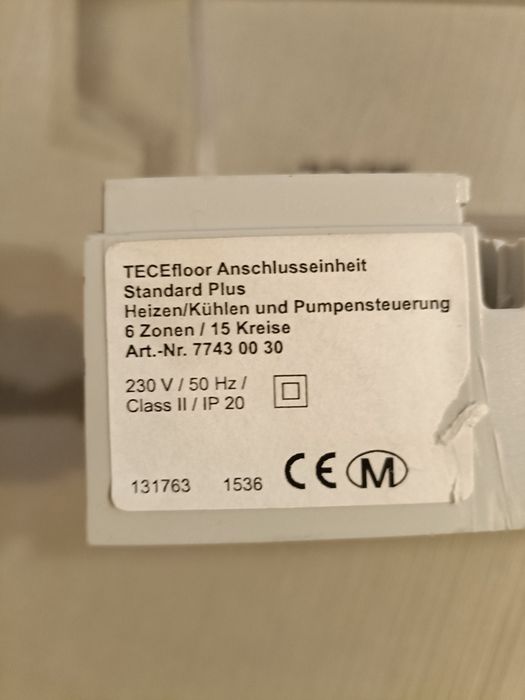 TECEfloor Anschlusseinheit
Standard Plus
Heizen/Kühlen und Pumpensteuerung
6 Zonen / 15 Kreise
Art.-Nr. 7743 00 30
230 V / 50 Hz /
Class II / IP 20
131763 1536 CE M